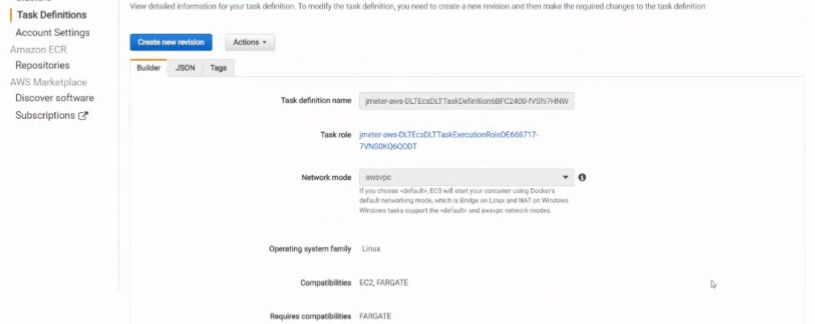 View detailed information for your task definition. To modify the task definition, you need to create a new revision and then make the required changes to the task definition
Task Definitions
Account Settings
Amazon ECR
Repositories
AWS Marketplace
Discover software
Subscriptions
Create new revision
Actions
Builder
JSON
Tags
Task definition name
jmeter-aws-DLTEcsDLTTaskDefinition6BFC2400-fVShi7HNW
Task role
jmeter-aws-DLTEcsDLTTaskExecutionRoleDE668717-
7VNS0KQ6QODT
Network mode
awsvpc
If you choose <default>, ECS will start your container using Docker's
default networking mode, which is Bridge on Linux and NAT on Windows.
Windows tasks support the <default> and awsvpc network modes.
Operating system family
Linux
Compatibilities
EC2, FARGATE
Requires compatibilities
FARGATE